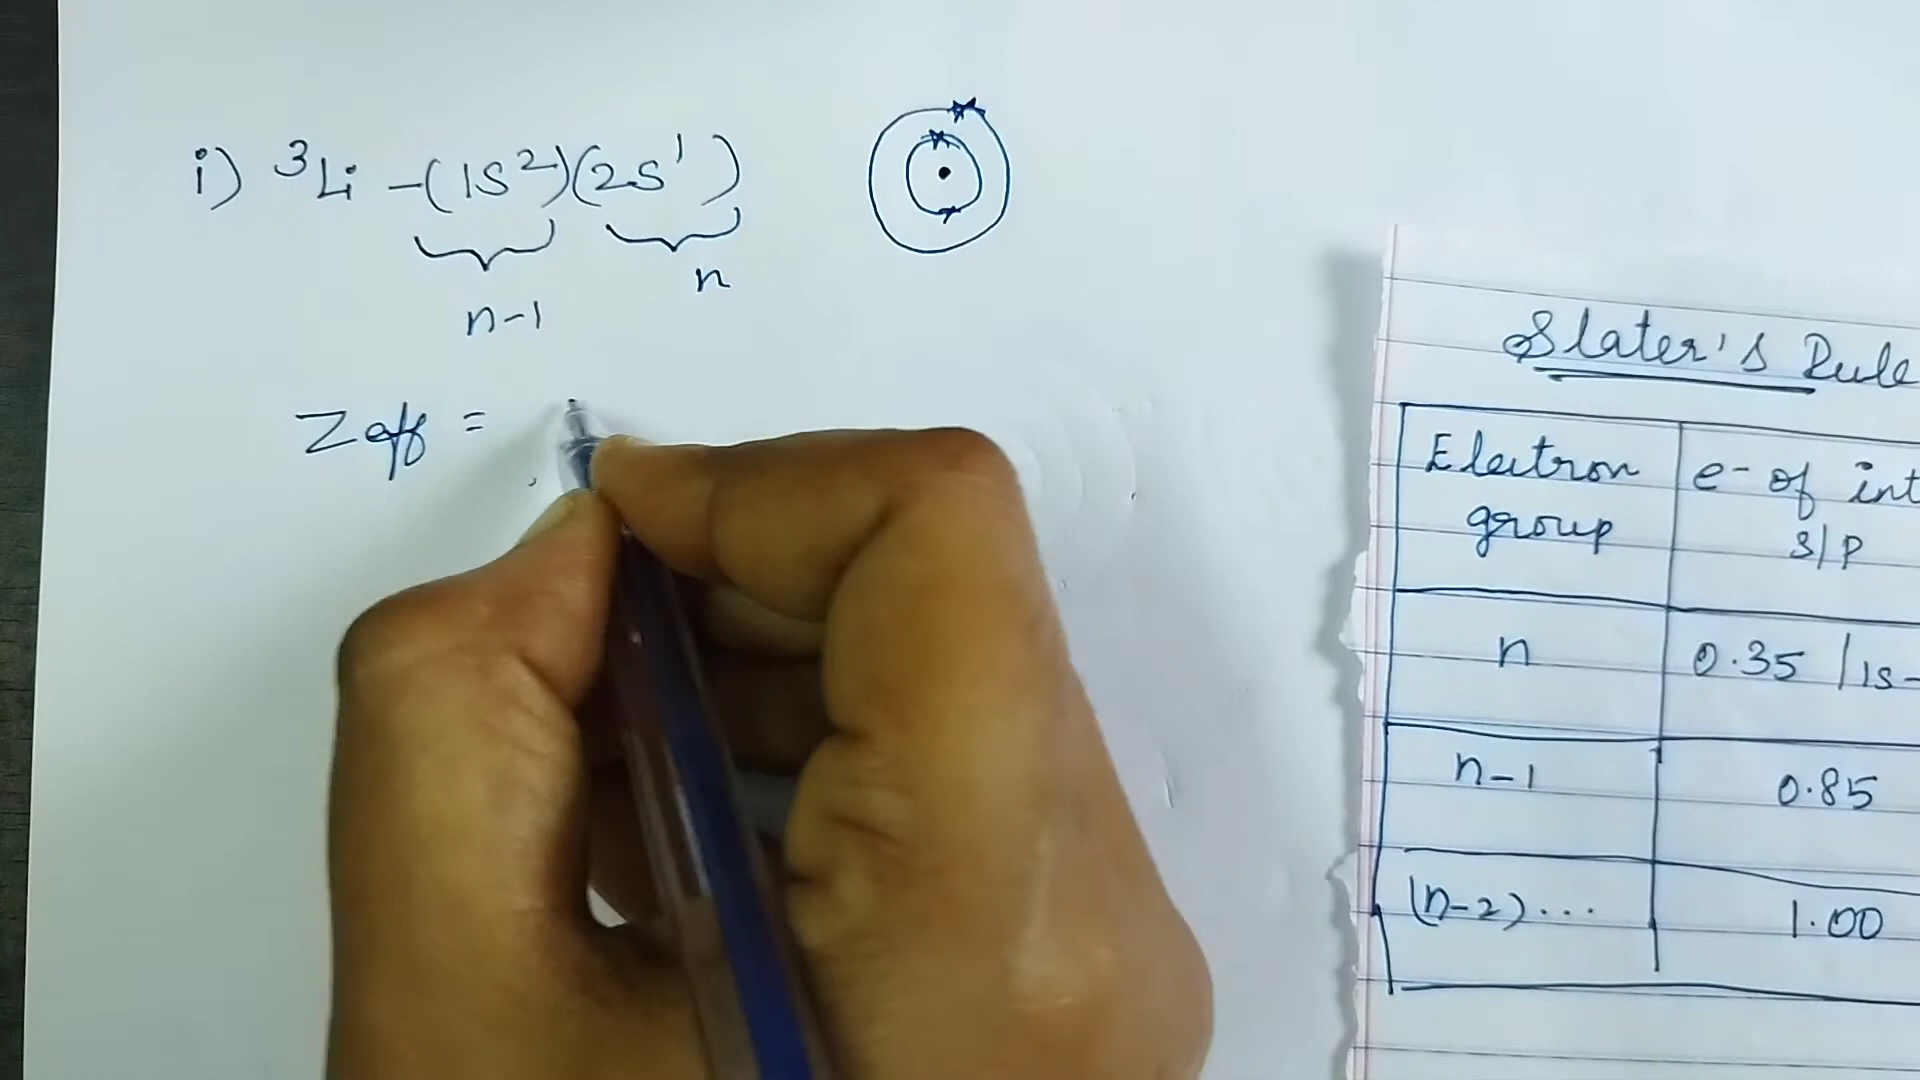 i) ³Li -(1s²)(2s¹)
n-1
n
Zeff =
Slater's Rule
Electron group
e- of int
s/p
n
0.35 /1s-
n-1
0.85
(n-2)...
1.00